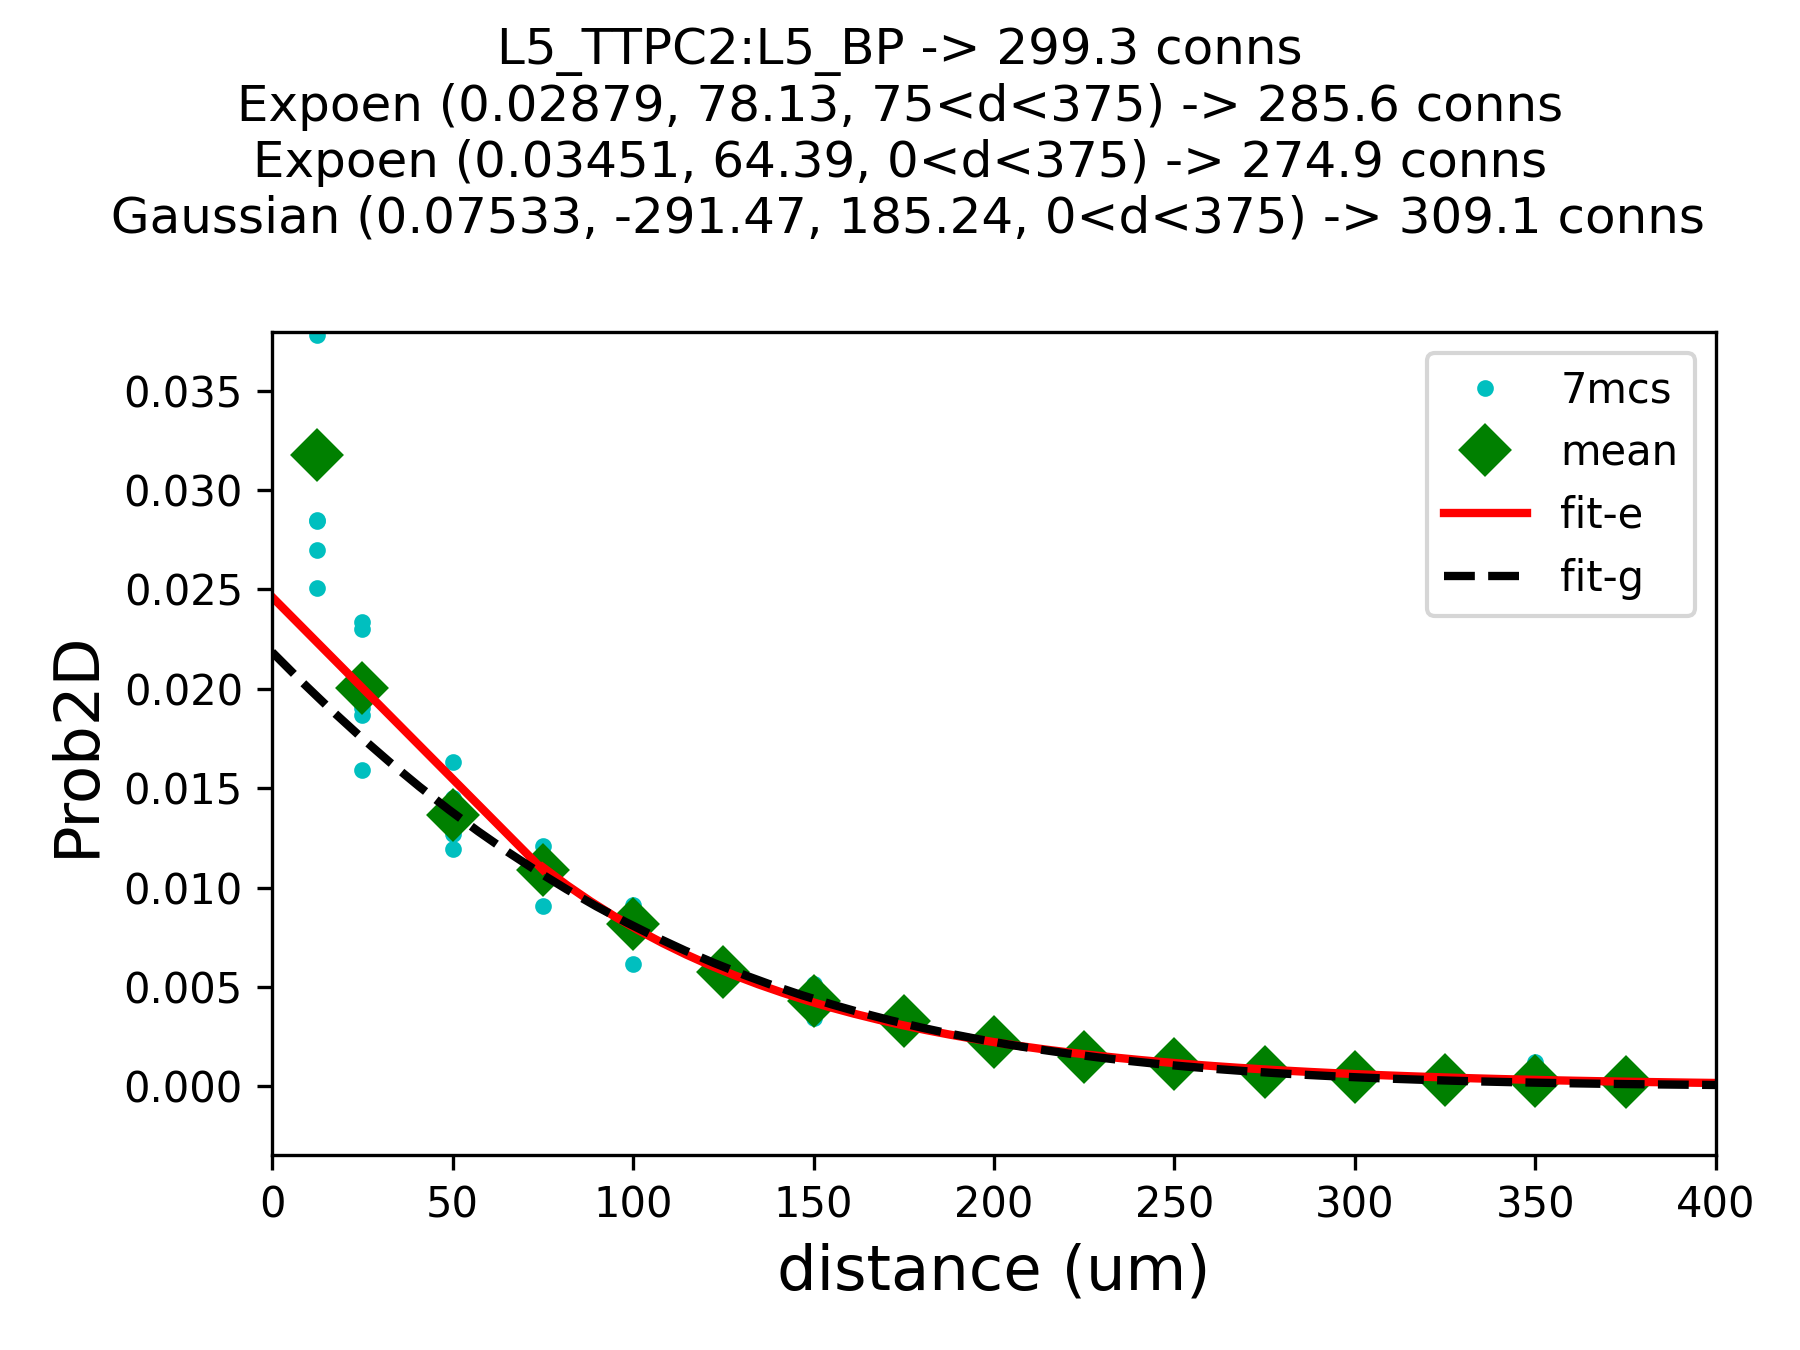 L5_TTPC2:L5_BP -> 299.3 conns
Expoen (0.02879, 78.13, 75<d<375) -> 285.6 conns
Expoen (0.03451, 64.39, 0<d<375) -> 274.9 conns
Gaussian (0.07533, -291.47, 185.24, 0<d<375) -> 309.1 conns
7mcs
mean
fit-e
fit-g
Prob2D
0.035
0.030
0.025
0.020
0.015
0.010
0.005
0.000
0 50 100 150 200 250 300 350 400
distance (um)